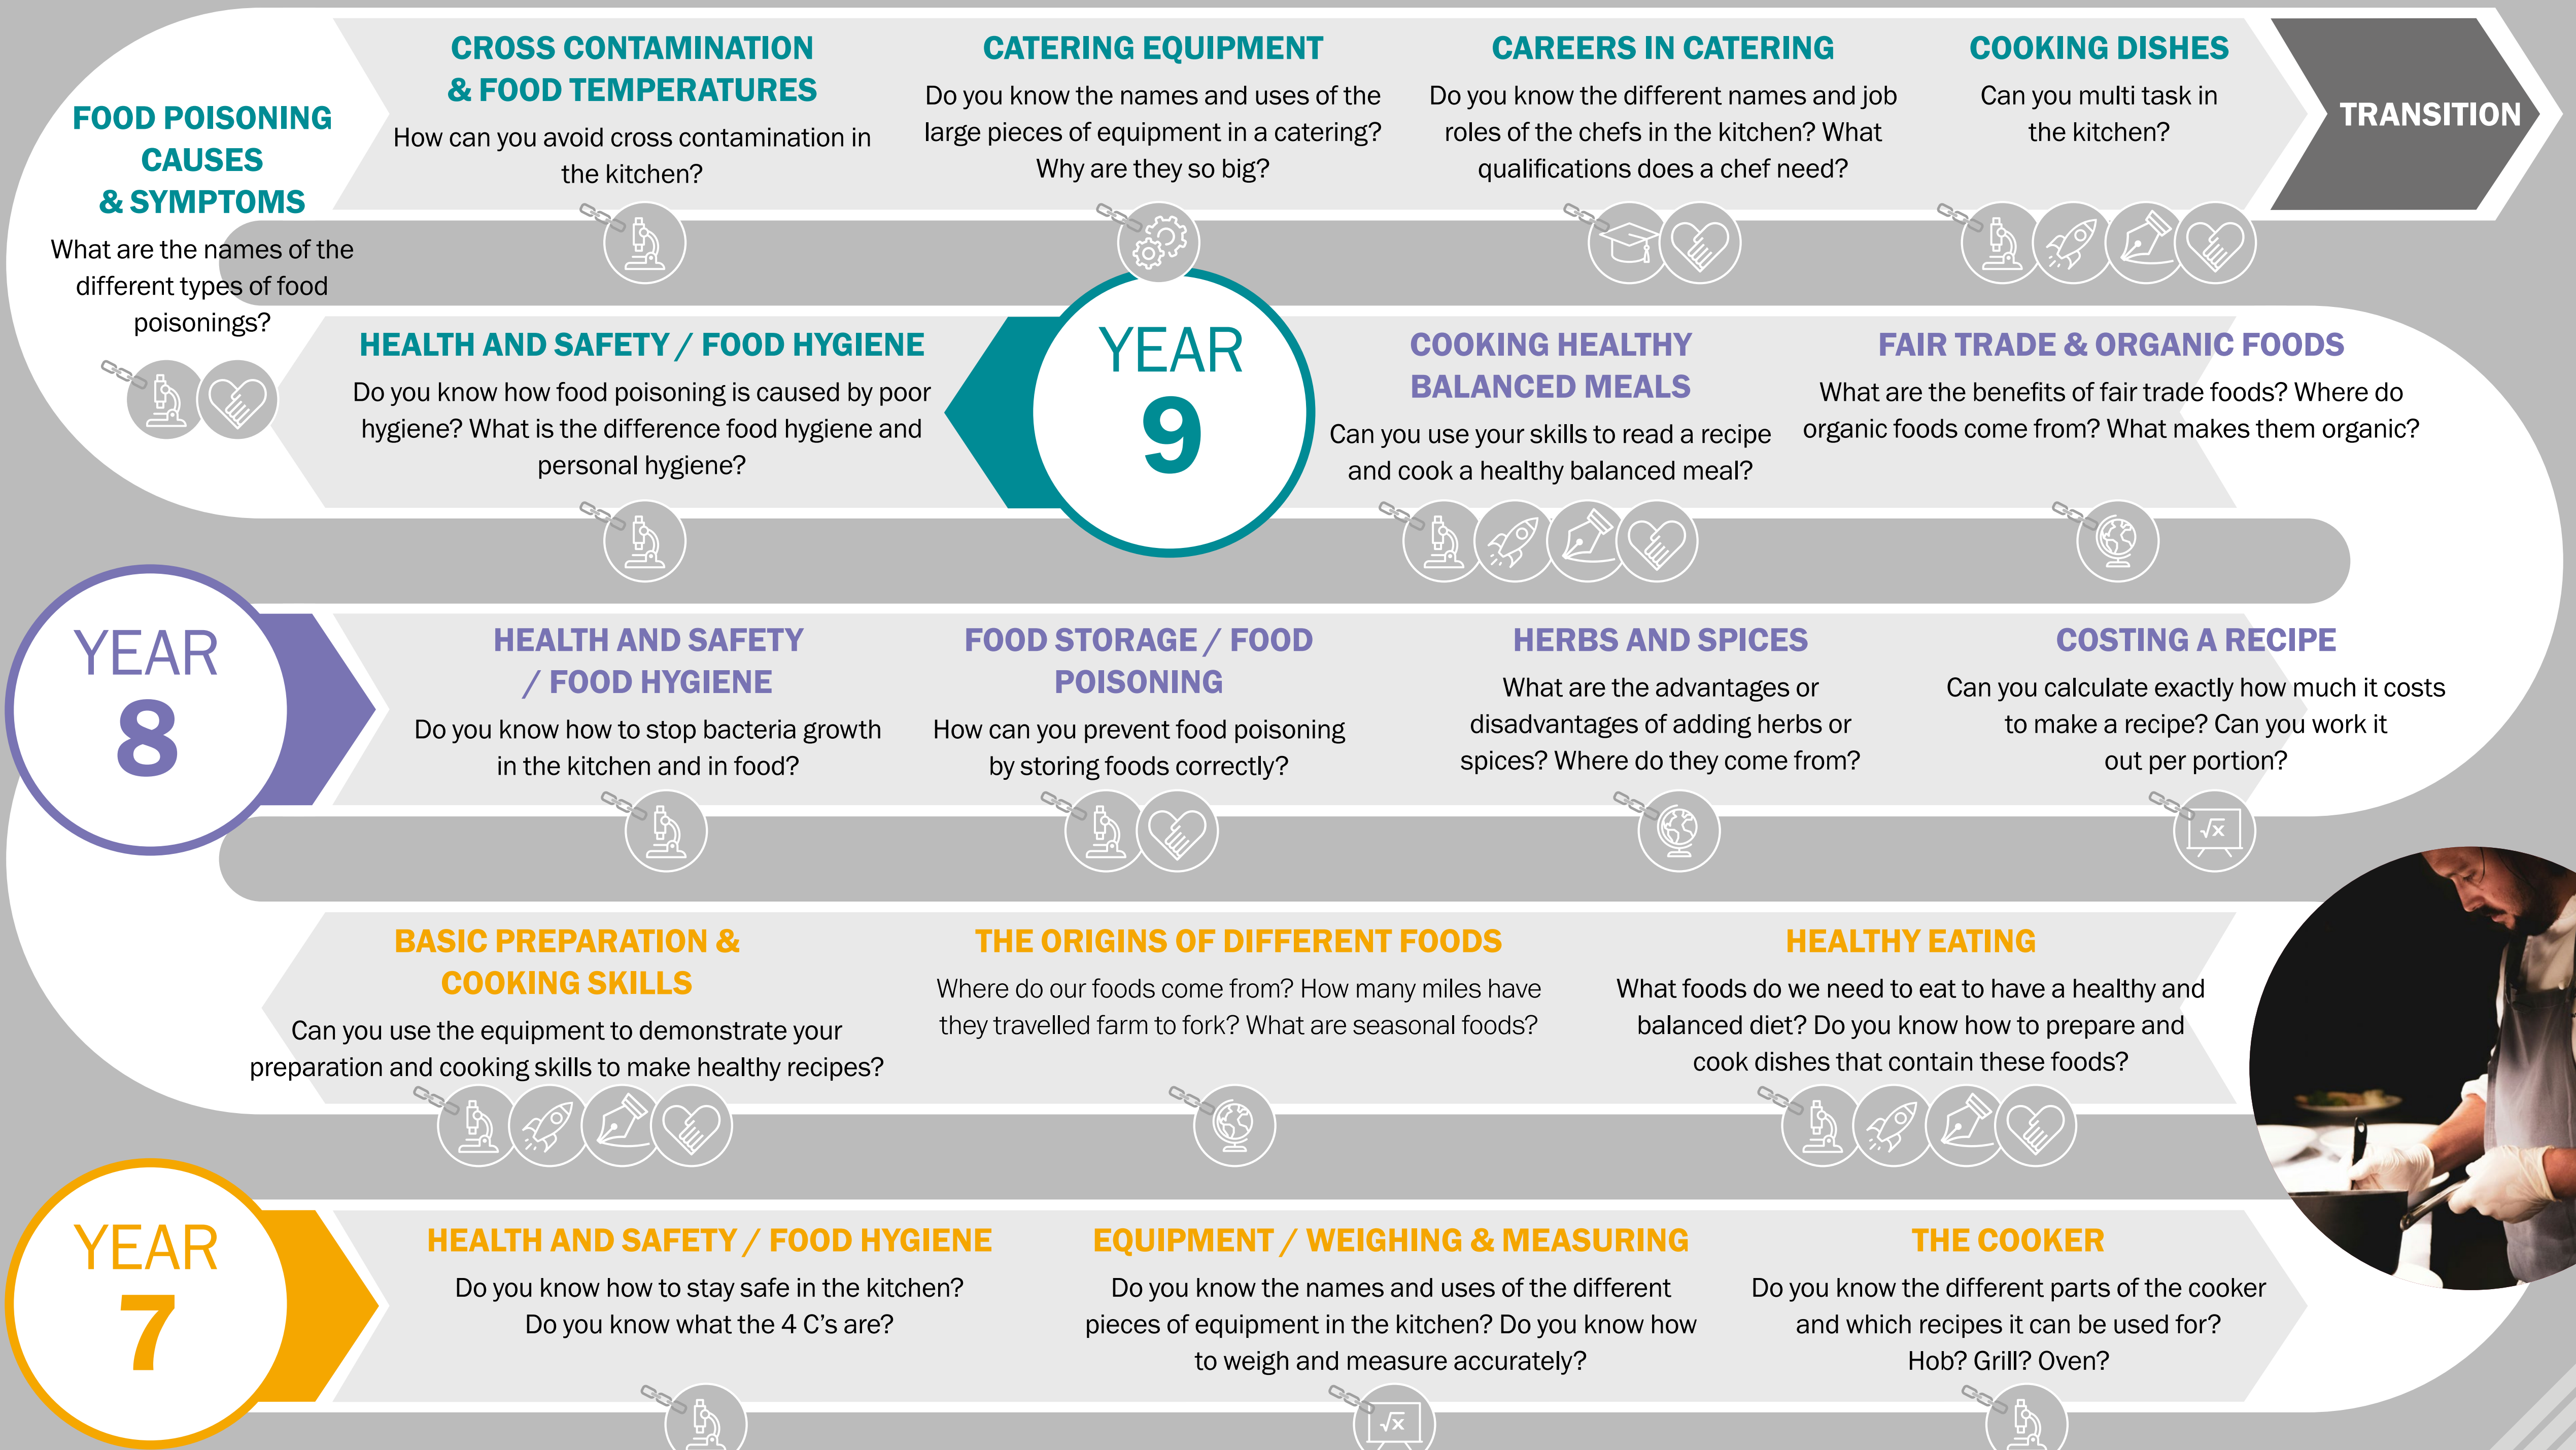 CROSS CONTAMINATION
& FOOD TEMPERATURES
How can you avoid cross contamination in
the kitchen?
CATERING EQUIPMENT
Do you know the names and uses of the
large pieces of equipment in a catering?
Why are they so big?
CAREERS IN CATERING
Do you know the different names and job
roles of the chefs in the kitchen? What
qualifications does a chef need?
COOKING DISHES
Can you multi task in
the kitchen?
TRANSITION
FOOD POISONING
CAUSES
& SYMPTOMS
What are the names of the
different types of food
poisonings?
HEALTH AND SAFETY / FOOD HYGIENE
Do you know how food poisoning is caused by poor
hygiene? What is the difference food hygiene and
personal hygiene?
YEAR
9
COOKING HEALTHY
BALANCED MEALS
Can you use your skills to read a recipe
and cook a healthy balanced meal?
FAIR TRADE & ORGANIC FOODS
What are the benefits of fair trade foods? Where do
organic foods come from? What makes them organic?
YEAR
8
HEALTH AND SAFETY
/ FOOD HYGIENE
Do you know how to stop bacteria growth
in the kitchen and in food?
FOOD STORAGE / FOOD
POISONING
How can you prevent food poisoning
by storing foods correctly?
HERBS AND SPICES
What are the advantages or
disadvantages of adding herbs or
spices? Where do they come from?
COSTING A RECIPE
Can you calculate exactly how much it costs
to make a recipe? Can you work it
out per portion?
√x
BASIC PREPARATION &
COOKING SKILLS
Can you use the equipment to demonstrate your
preparation and cooking skills to make healthy recipes?
THE ORIGINS OF DIFFERENT FOODS
Where do our foods come from? How many miles have
they travelled farm to fork? What are seasonal foods?
HEALTHY EATING
What foods do we need to eat to have a healthy and
balanced diet? Do you know how to prepare and
cook dishes that contain these foods?
YEAR
7
HEALTH AND SAFETY / FOOD HYGIENE
Do you know how to stay safe in the kitchen?
Do you know what the 4 C's are?
EQUIPMENT / WEIGHING & MEASURING
Do you know the names and uses of the different
pieces of equipment in the kitchen? Do you know how
to weigh and measure accurately?
√x
THE COOKER
Do you know the different parts of the cooker
and which recipes it can be used for?
Hob? Grill? Oven?